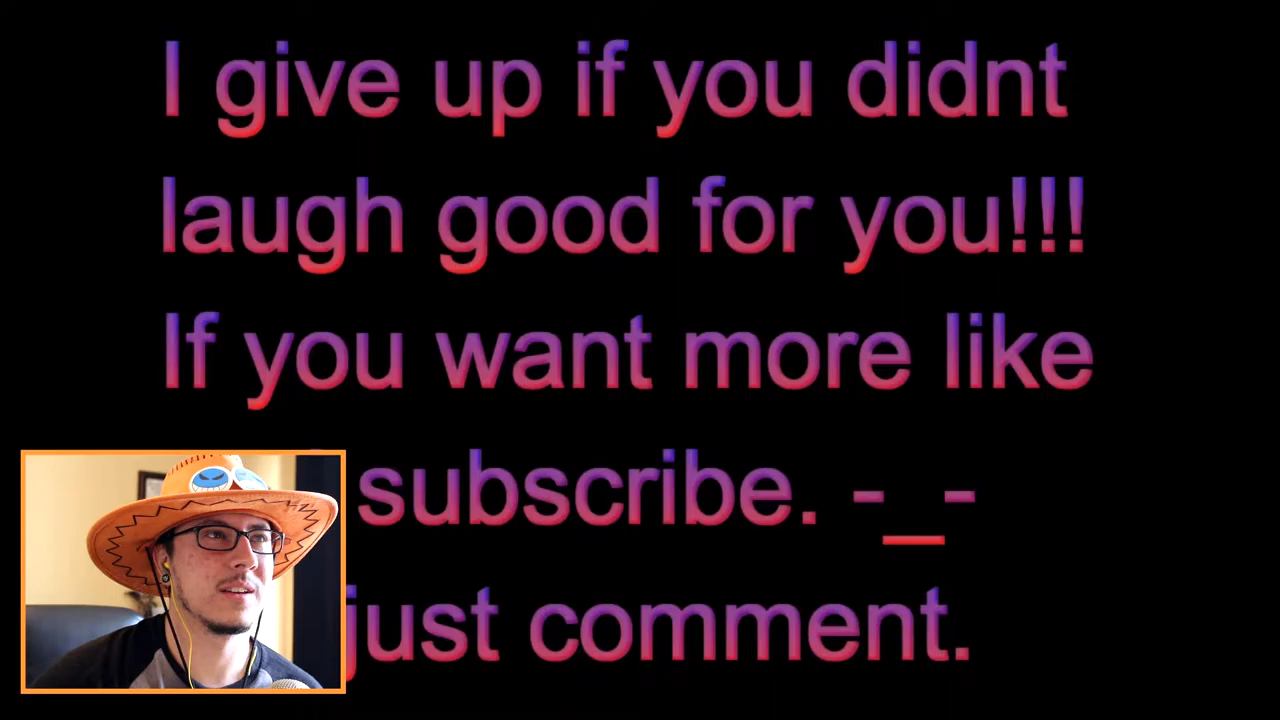 I give up if you didnt
laugh good for you!!!
If you want more like
subscribe. -_-
just comment.